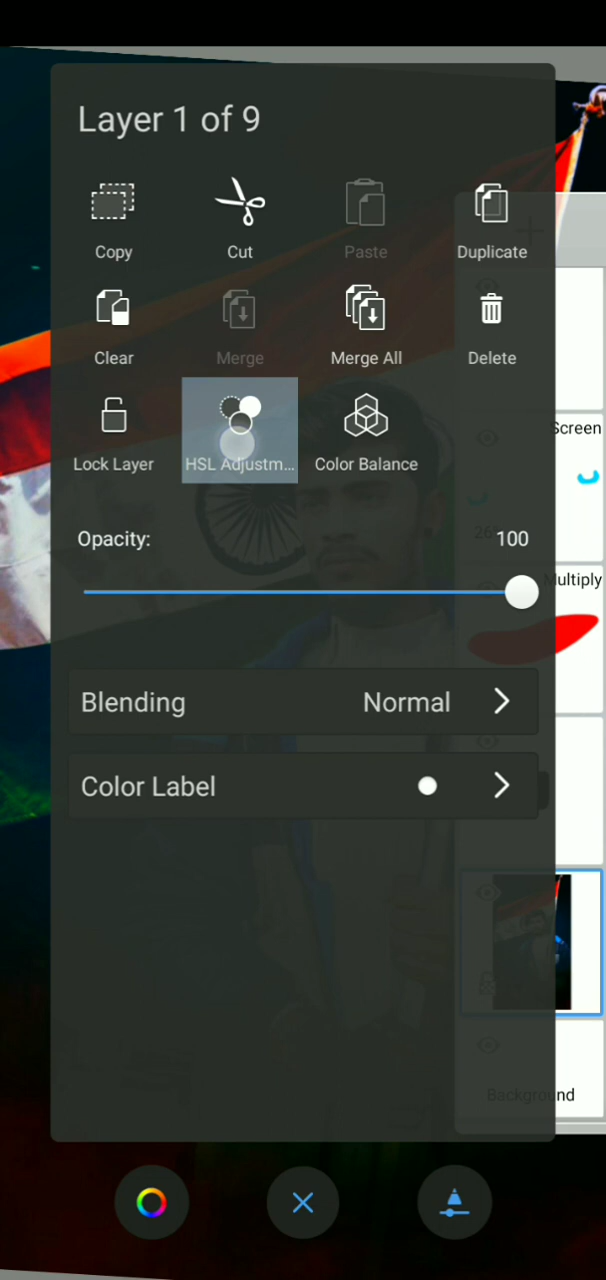 Layer 1 of 9
Copy
Cut
Paste
Duplicate
Clear
Merge
Merge All
Delete
Screen
Lock Layer
HSL Adjustm...
Color Balance
Opacity:
100
Multiply
Blending
Normal
Color Label
Background